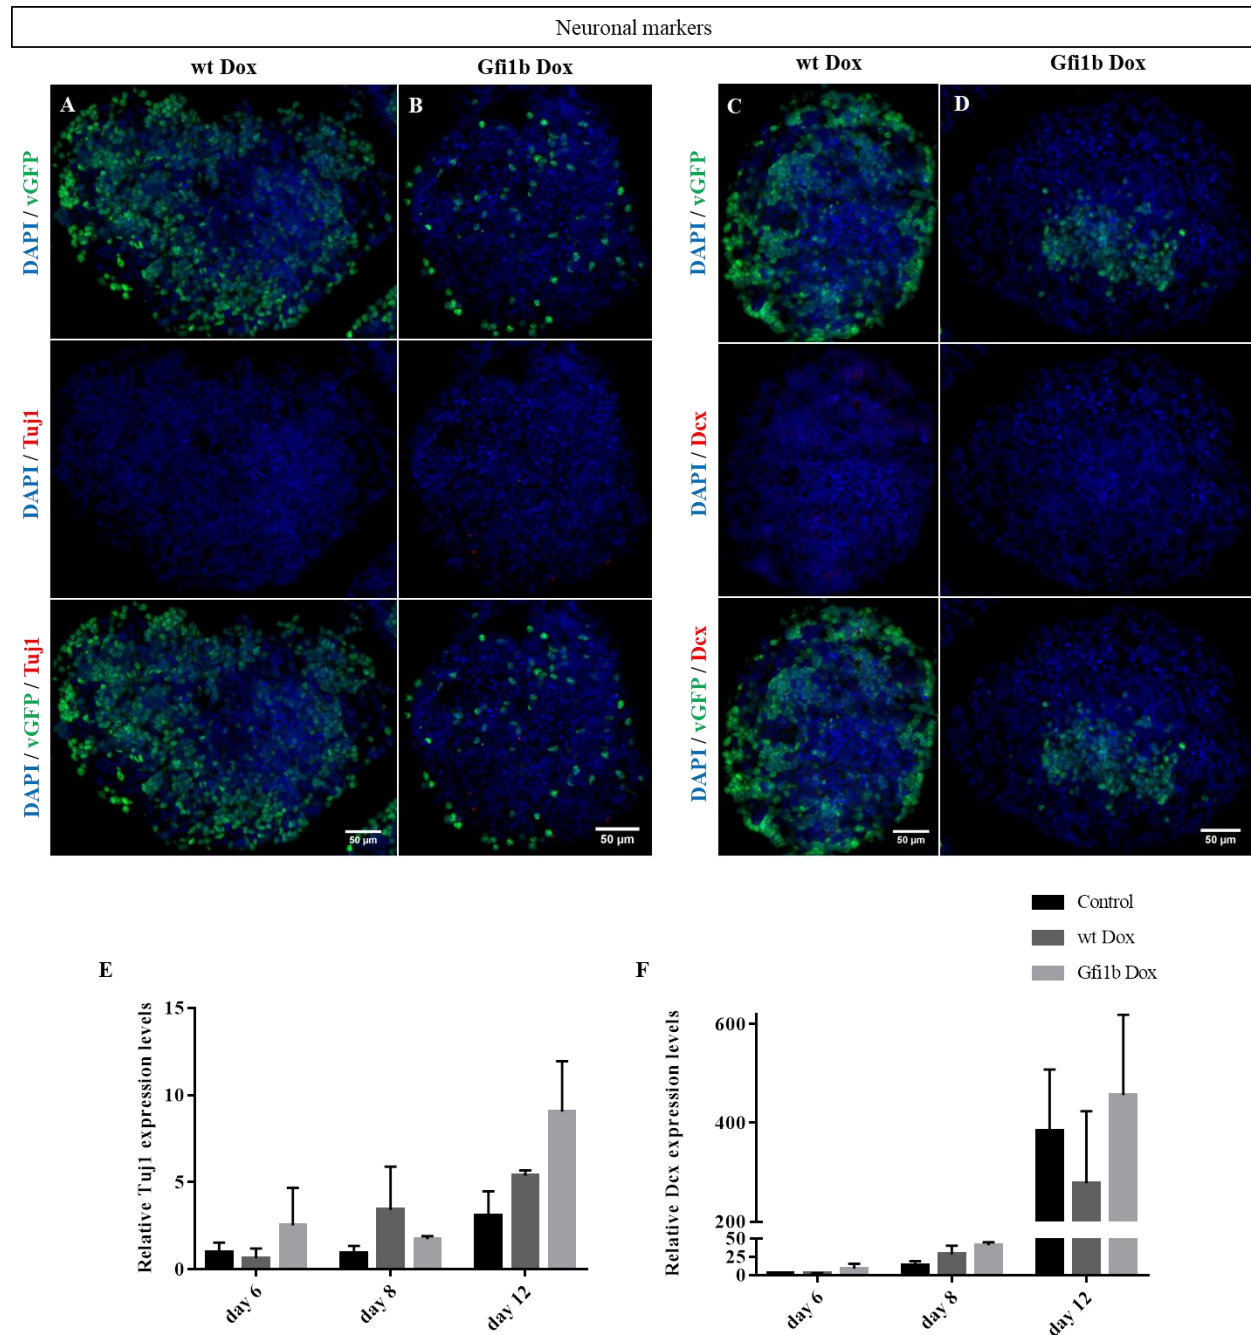 Neuronal markers
wt Dox
Gfi1b Dox
wt Dox
Gfi1b Dox
A
B
C
D
DAPI / vGFP
DAPI / vGFP
DAPI / Tuj1
DAPI / Dcx
DAPI / vGFP / Tuj1
DAPI / vGFP / Dcx
50 µm
50 µm
50 µm
50 µm
Control
wt Dox
Gfi1b Dox
E
Relative Tuj1 expression levels
15
10
5
0
day 6
day 8
day 12
F
Relative Dcx expression levels
600
400
200
50
25
0
day 6
day 8
day 12